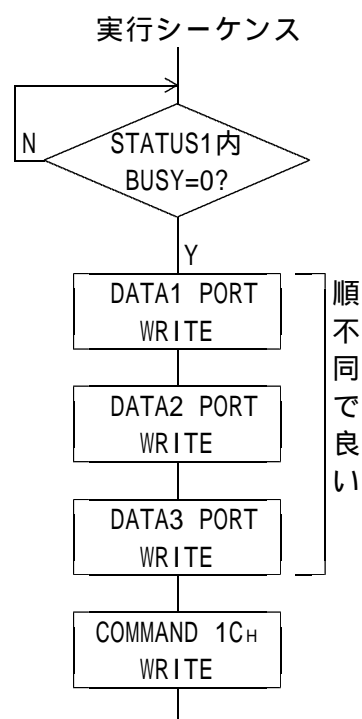 実行シーケンス
N
STATUS1内
BUSY=0?
Y
DATA1 PORT
WRITE
DATA2 PORT
WRITE
DATA3 PORT
WRITE
順不同で良い
COMMAND 1CH
WRITE